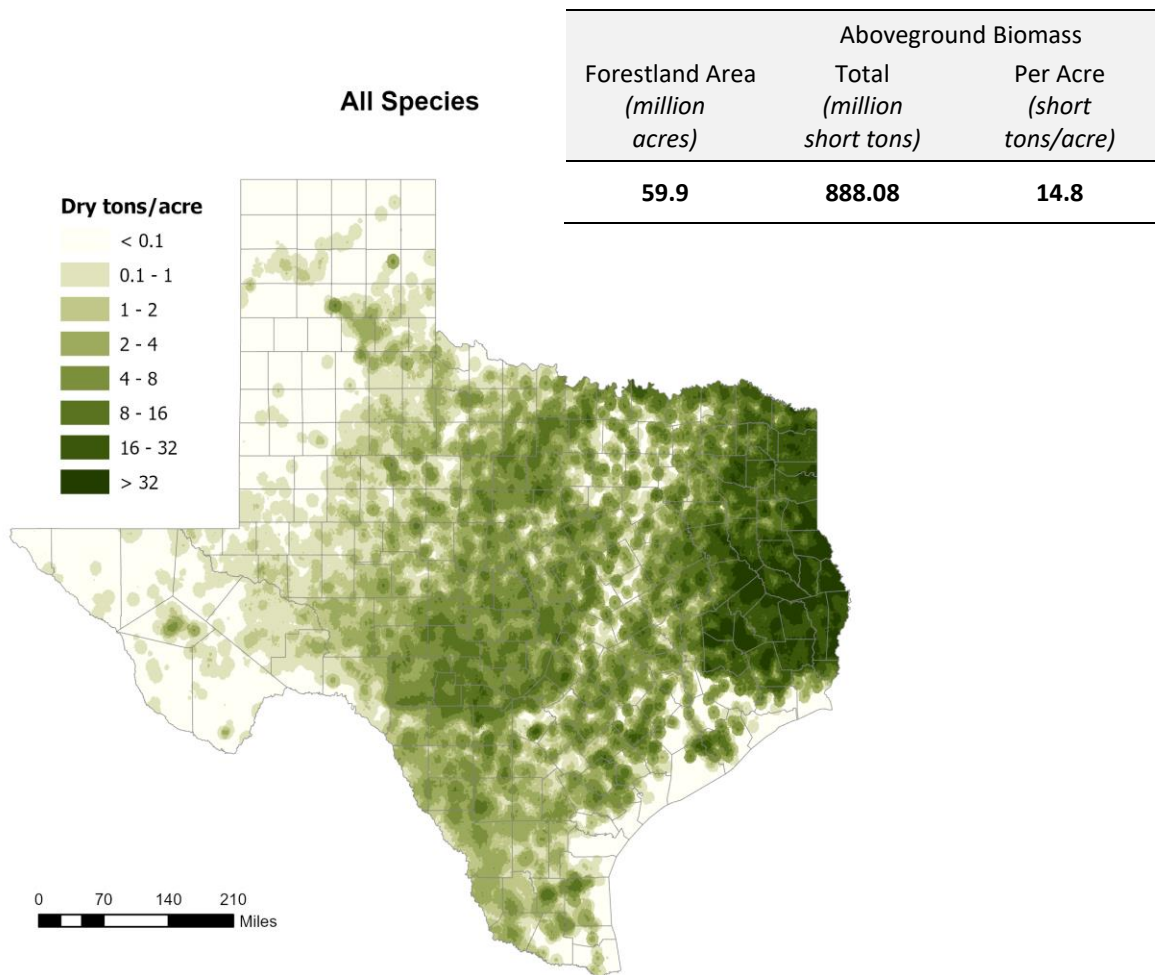 All Species
Aboveground Biomass
Forestland Area Total Per Acre
(million (million (short
acres) short tons) tons/acre)
59.9 888.08 14.8
Dry tons/acre
< 0.1
0.1 - 1
1 - 2
2 - 4
4 - 8
8 - 16
16 - 32
> 32
0 70 140 210
Miles